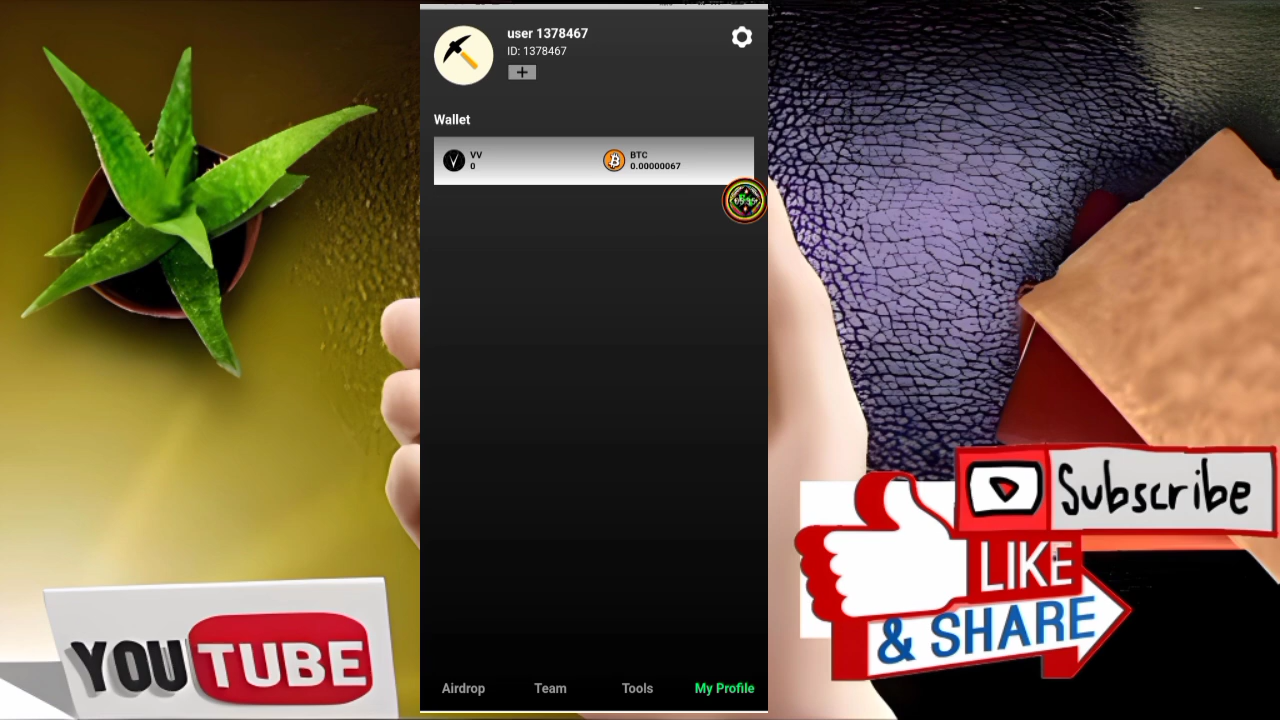 user 1378467
ID: 1378467
Wallet
VV
0
BTC
0.00000067
Airdrop
Team
Tools
My Profile
YOUTUBE
Subscribe
LIKE
& SHARE